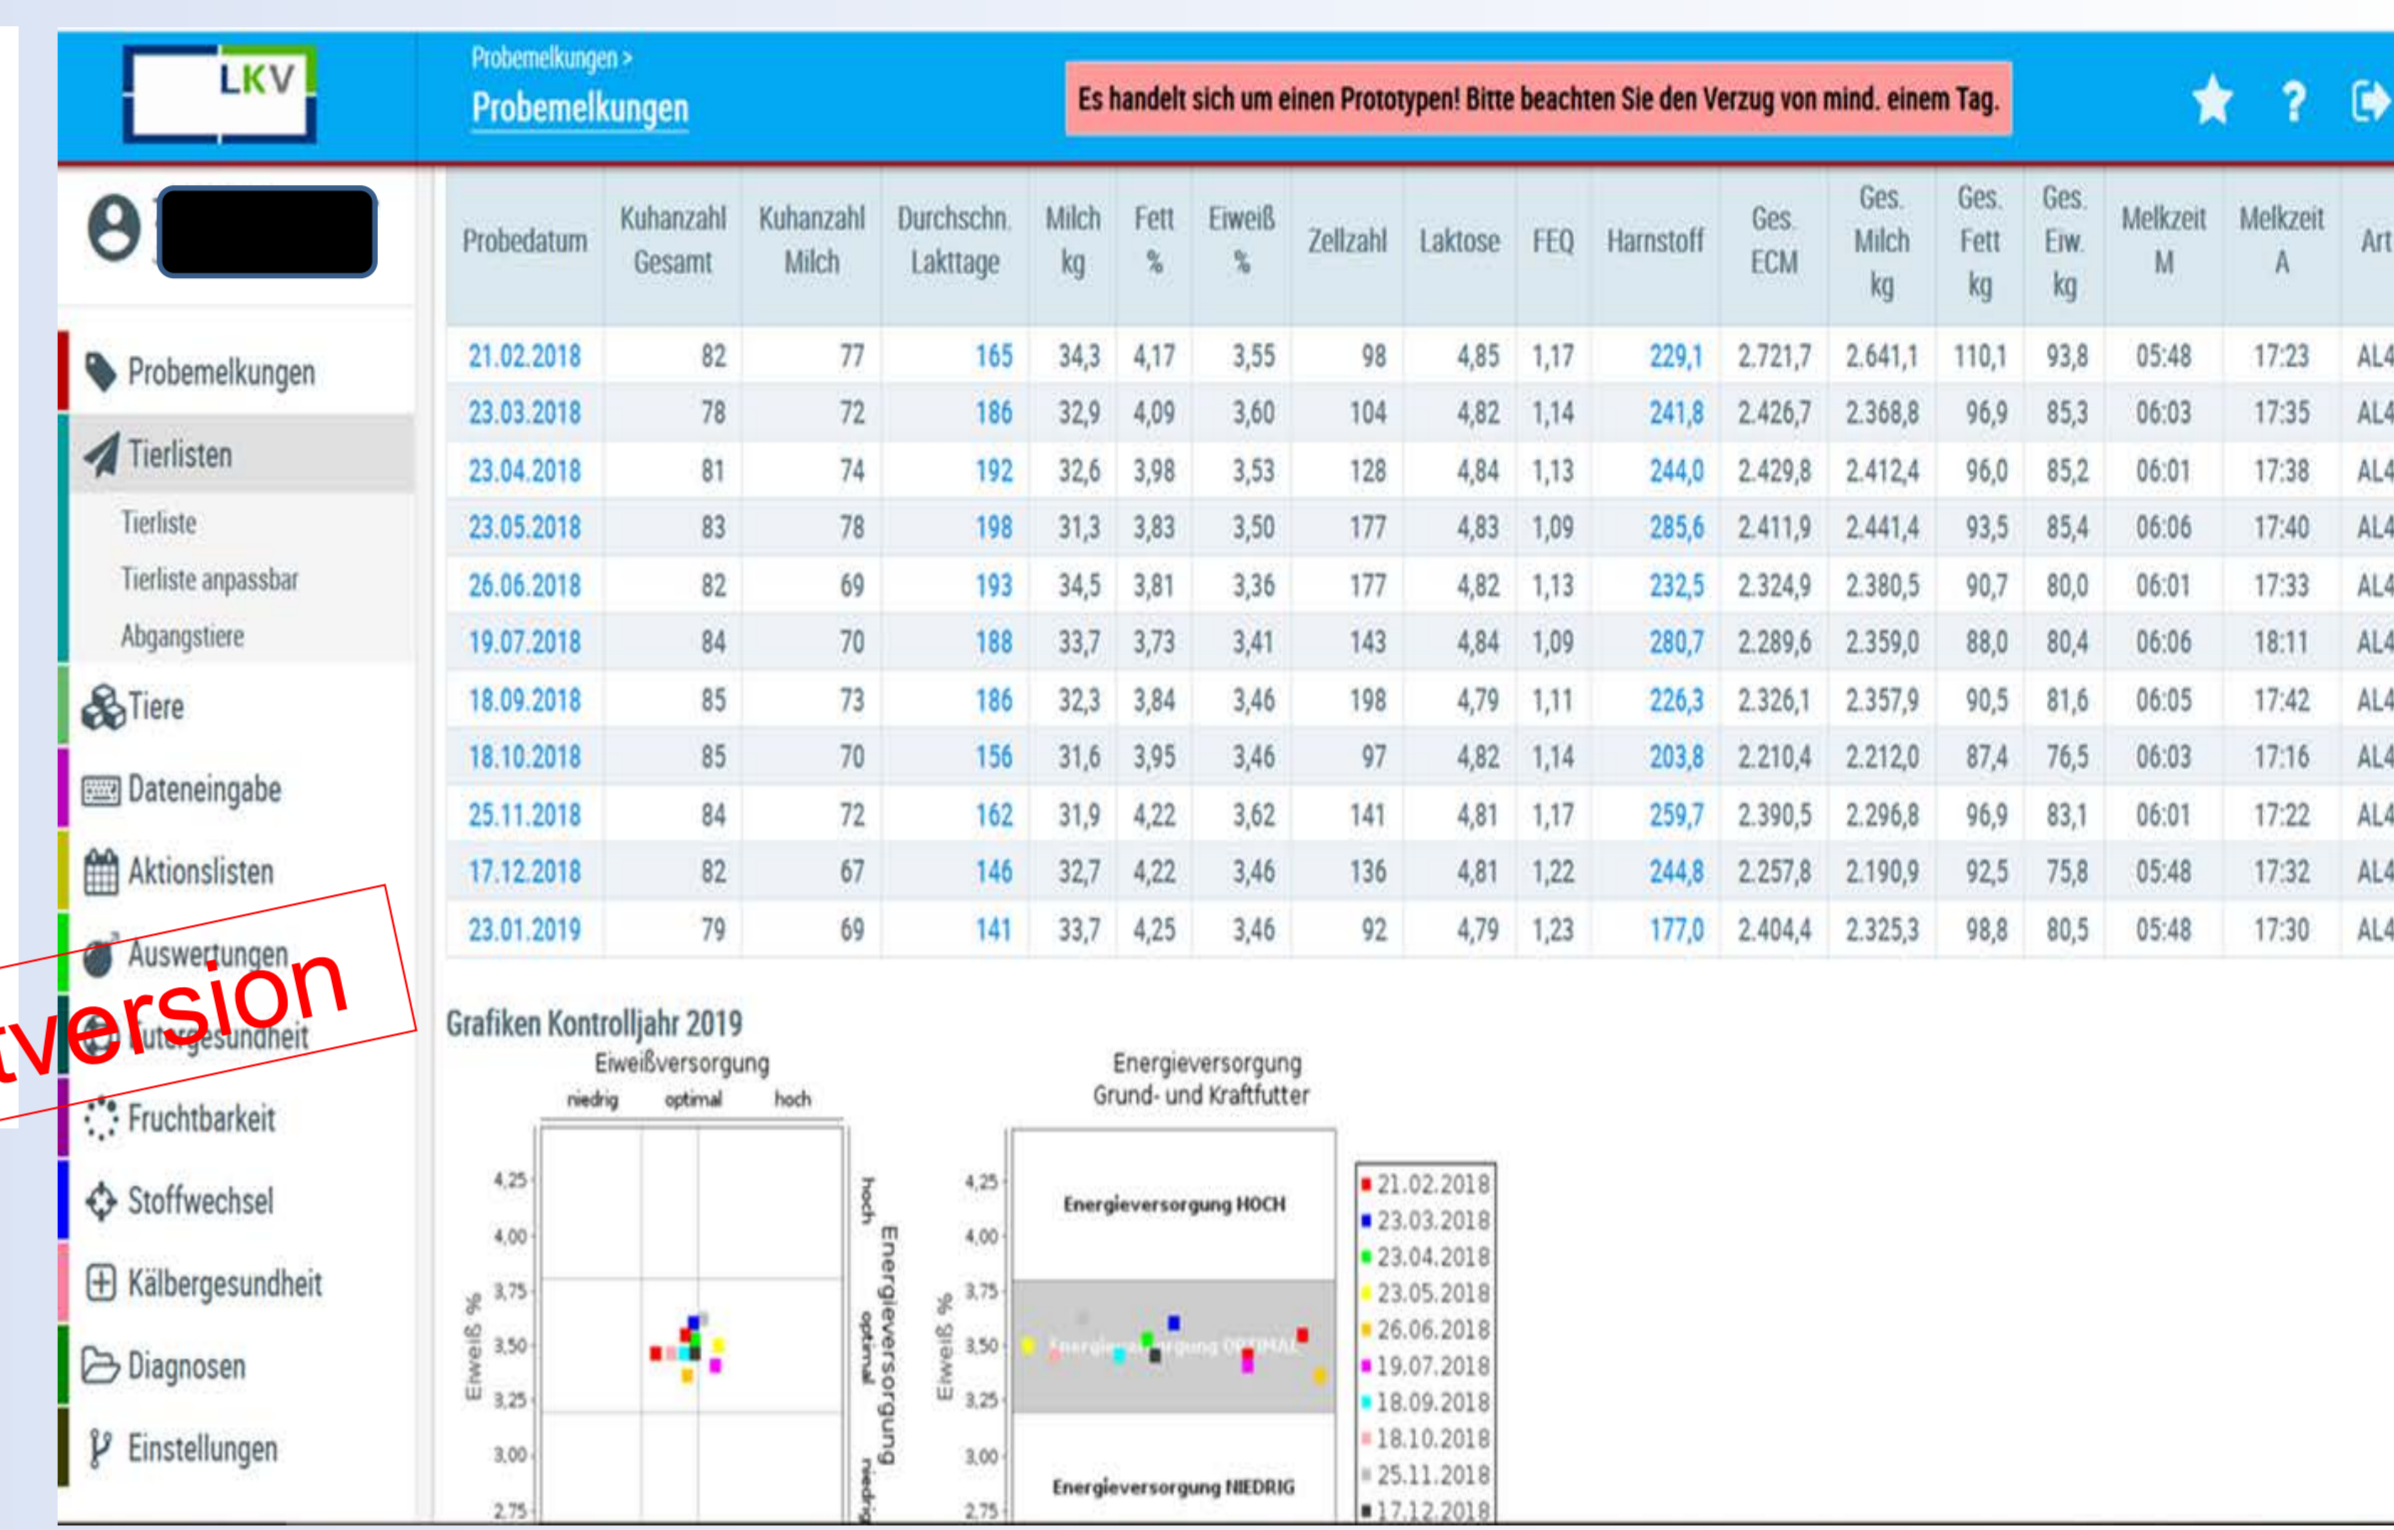 LKV
Probemelkungen >
Probemelkungen
Es handelt sich um einen Prototypen! Bitte beachten Sie den Verzug von mind. einem Tag.
Probemelkungen
Tierlisten
Tierliste
Tierliste anpassbar
Abgangstiere
Tiere
Dateneingabe
Aktionslisten
Auswertungen
Eutergesundheit
tversion
Fruchtbarkeit
Stoffwechsel
Kälbergesundheit
Diagnosen
Einstellungen
Probedatum Kuhanzahl Gesamt Kuhanzahl Milch Durchschn. Lakttage Milch kg Fett % Eiweiß % Zellzahl Laktose FEQ Harnstoff Ges. ECM Ges. Milch kg Ges. Fett kg Ges. Eiw. kg Melkzeit M Melkzeit A Art
21.02.2018 82 77 165 34,3 4,17 3,55 98 4,85 1,17 229,1 2.721,7 2.641,1 110,1 93,8 05:48 17:23 AL4
23.03.2018 78 72 186 32,9 4,09 3,60 104 4,82 1,14 241,8 2.426,7 2.368,8 96,9 85,3 06:03 17:35 AL4
23.04.2018 81 74 192 32,6 3,98 3,53 128 4,84 1,13 244,0 2.429,8 2.412,4 96,0 85,2 06:01 17:38 AL4
23.05.2018 83 78 198 31,3 3,83 3,50 177 4,83 1,09 285,6 2.411,9 2.441,4 93,5 85,4 06:06 17:40 AL4
26.06.2018 82 69 193 34,5 3,81 3,36 177 4,82 1,13 232,5 2.324,9 2.380,5 90,7 80,0 06:01 17:33 AL4
19.07.2018 84 70 188 33,7 3,73 3,41 143 4,84 1,09 280,7 2.289,6 2.359,0 88,0 80,4 06:06 18:11 AL4
18.09.2018 85 73 186 32,3 3,84 3,46 198 4,79 1,11 226,3 2.326,1 2.357,9 90,5 81,6 06:05 17:42 AL4
18.10.2018 85 70 156 31,6 3,95 3,46 97 4,82 1,14 203,8 2.210,4 2.212,0 87,4 76,5 06:03 17:16 AL4
25.11.2018 84 72 162 31,9 4,22 3,62 141 4,81 1,17 259,7 2.390,5 2.296,8 96,9 83,1 06:01 17:22 AL4
17.12.2018 82 67 146 32,7 4,22 3,46 136 4,81 1,22 244,8 2.257,8 2.190,9 92,5 75,8 05:48 17:32 AL4
23.01.2019 79 69 141 33,7 4,25 3,46 92 4,79 1,23 177,0 2.404,4 2.325,3 98,8 80,5 05:48 17:30 AL4
Grafiken Kontrolljahr 2019
Eiweißversorgung
niedrig optimal hoch
4,25
4,00
3,75
3,50
3,25
3,00
2,75
Eiweiß %
hoch optimal niedrig
Energieversorgung
Energieversorgung
Grund- und Kraftfutter
4,25
4,00
3,75
3,50
3,25
3,00
2,75
Eiweiß %
Energieversorgung HOCH
Energieversorgung OPTIMAL
Energieversorgung NIEDRIG
21.02.2018
23.03.2018
23.04.2018
23.05.2018
26.06.2018
19.07.2018
18.09.2018
18.10.2018
25.11.2018
17.12.2018